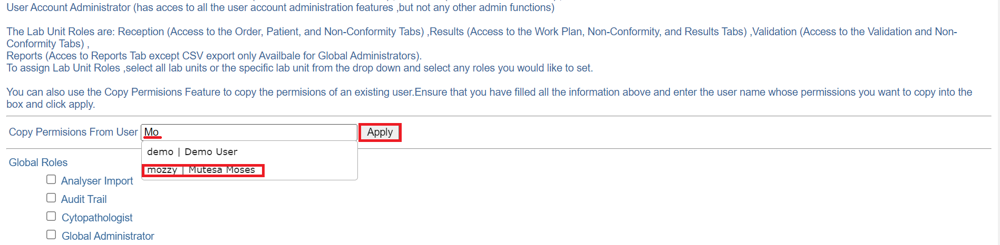 User Account Administrator (has acces to all the user account administration features ,but not any other admin functions)
The Lab Unit Roles are: Reception (Access to the Order, Patient, and Non-Conformity Tabs) ,Results (Access to the Work Plan, Non-Conformity, and Results Tabs) ,Validation (Access to the Validation and Non-
Conformity Tabs) ,
Reports (Acces to Reports Tab except CSV export only Availbale for Global Administrators).
To assign Lab Unit Roles ,select all lab units or the specific lab unit from the drop down and select any roles you would like to set.
You can also use the Copy Permisions Feature to copy the permisions of an existing user.Ensure that you have filled all the information above and enter the user name whose permissions you want to copy into the
box and click apply.
Copy Permisions From User Mo Apply
demo | Demo User
mozzy | Mutesa Moses
Global Roles
Analyser Import
Audit Trail
Cytopathologist
Global Administrator